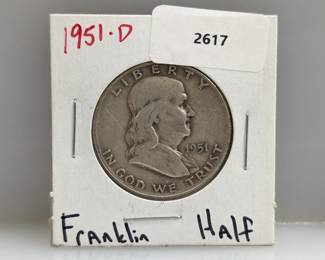 1951·D
2617
LIBERTY
1951
IN GOD WE TRUST
Franklin Half